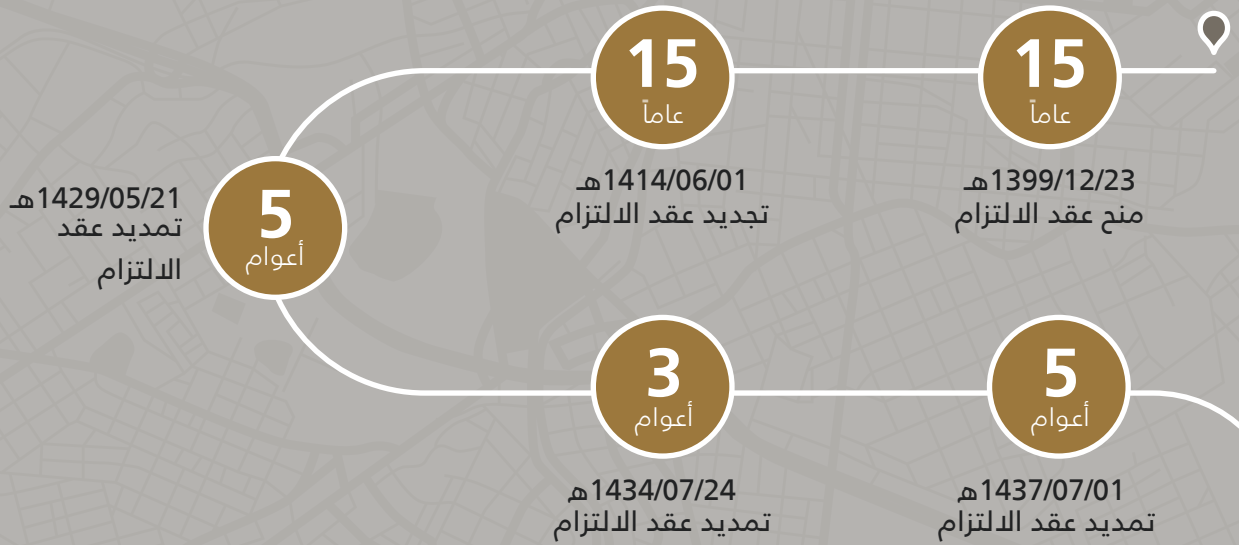 15
عاماً
1399/12/23هـ
منح عقد الالتزام
15
عاماً
1414/06/01هـ
تجديد عقد الالتزام
5
أعوام
1429/05/21هـ
تمديد عقد
الالتزام
3
أعوام
1434/07/24هـ
تمديد عقد الالتزام
5
أعوام
1437/07/01هـ
تمديد عقد الالتزام